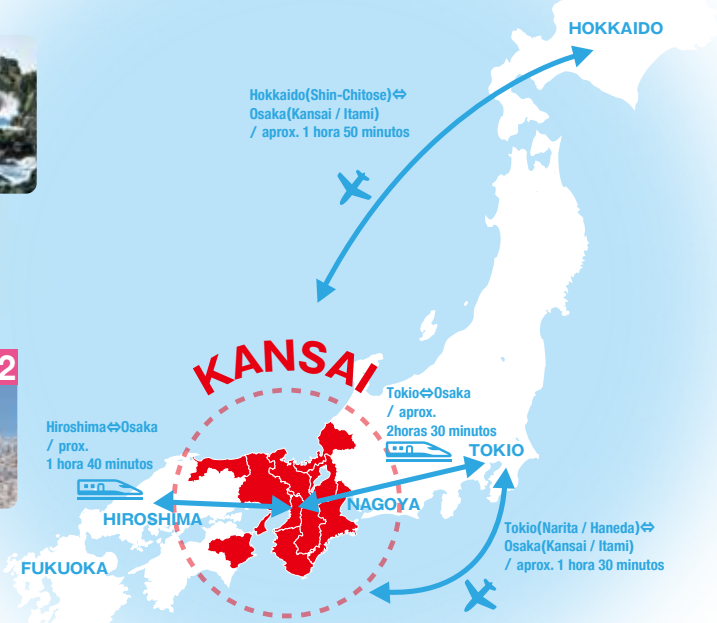 HOKKAIDO
Hokkaido(Shin-Chitose)⇔
Osaka(Kansai / Itami)
/ aprox. 1 hora 50 minutos
2
KANSAI
Tokio⇔Osaka
/ aprox.
2horas 30 minutos
TOKIO
Hiroshima⇔Osaka
/ prox.
1 hora 40 minutos
NAGOYA
HIROSHIMA
Tokio(Narita / Haneda)⇔
Osaka(Kansai / Itami)
/ aprox. 1 hora 30 minutos
FUKUOKA